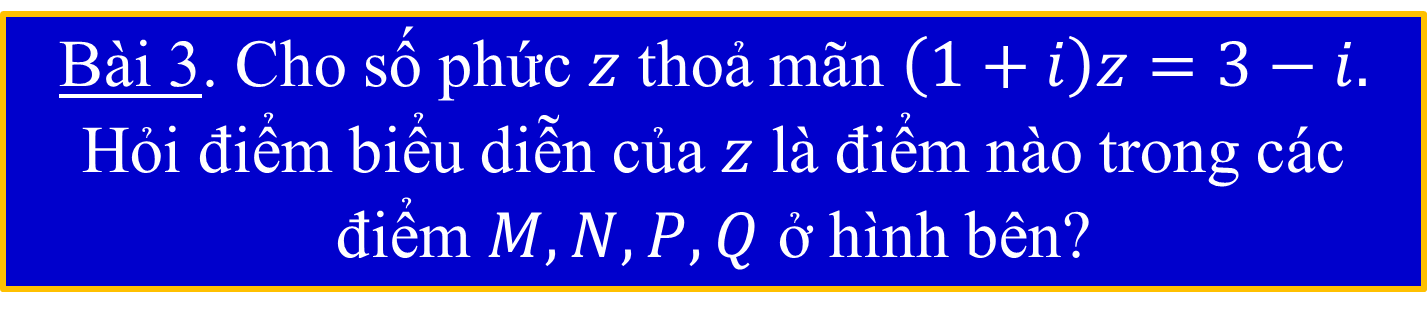 Bài 3. Cho số phức z thoả mãn (1 + i)z = 3 − i.
Hỏi điểm biểu diễn của z là điểm nào trong các
điểm M, N, P, Q ở hình bên?